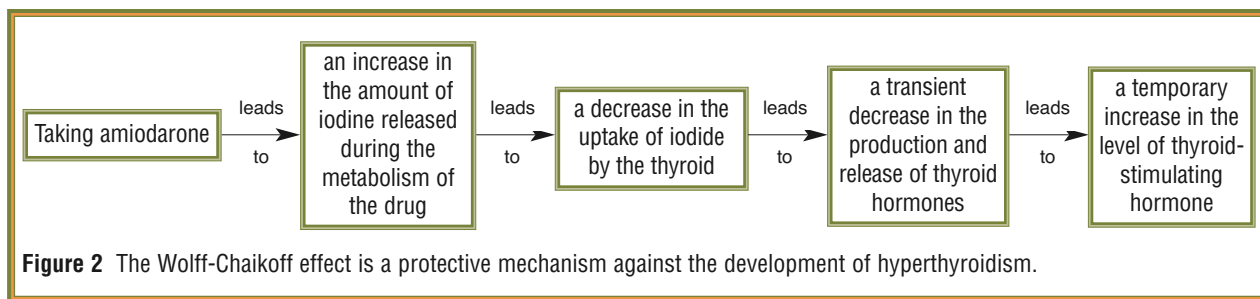 Taking amiodarone
leads
to
an increase in
the amount of
iodine released
during the
metabolism of
the drug
leads
to
a decrease in the
uptake of iodide
by the thyroid
leads
to
a transient
decrease in the
production and
release of thyroid
hormones
leads
to
a temporary
increase in the
level of thyroid-
stimulating
hormone
Figure 2 The Wolff-Chaikoff effect is a protective mechanism against the development of hyperthyroidism.